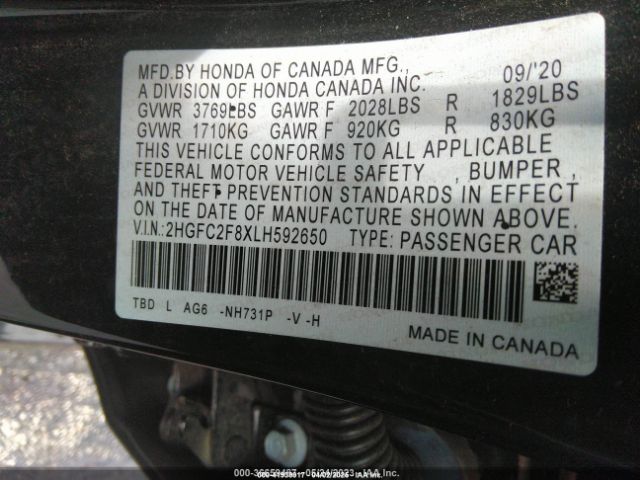 MFD.BY HONDA OF CANADA MFG., 09/'20
A DIVISION OF HONDA CANADA INC.
GVWR 3769LBS GAWR F 2028LBS R 1829LBS
GVWR 1710KG GAWR F 920KG R 830KG
THIS VEHICLE CONFORMS TO ALL APPLICABLE
FEDERAL MOTOR VEHICLE SAFETY , BUMPER ,
AND THEFT PREVENTION STANDARDS IN EFFECT
ON THE DATE OF MANUFACTURE SHOWN ABOVE.
V.I.N.:2HGFC2F8XLH592650 TYPE: PASSENGER CAR
TBD L AG6 -NH731P -V -H
MADE IN CANADA
IAA Inc.